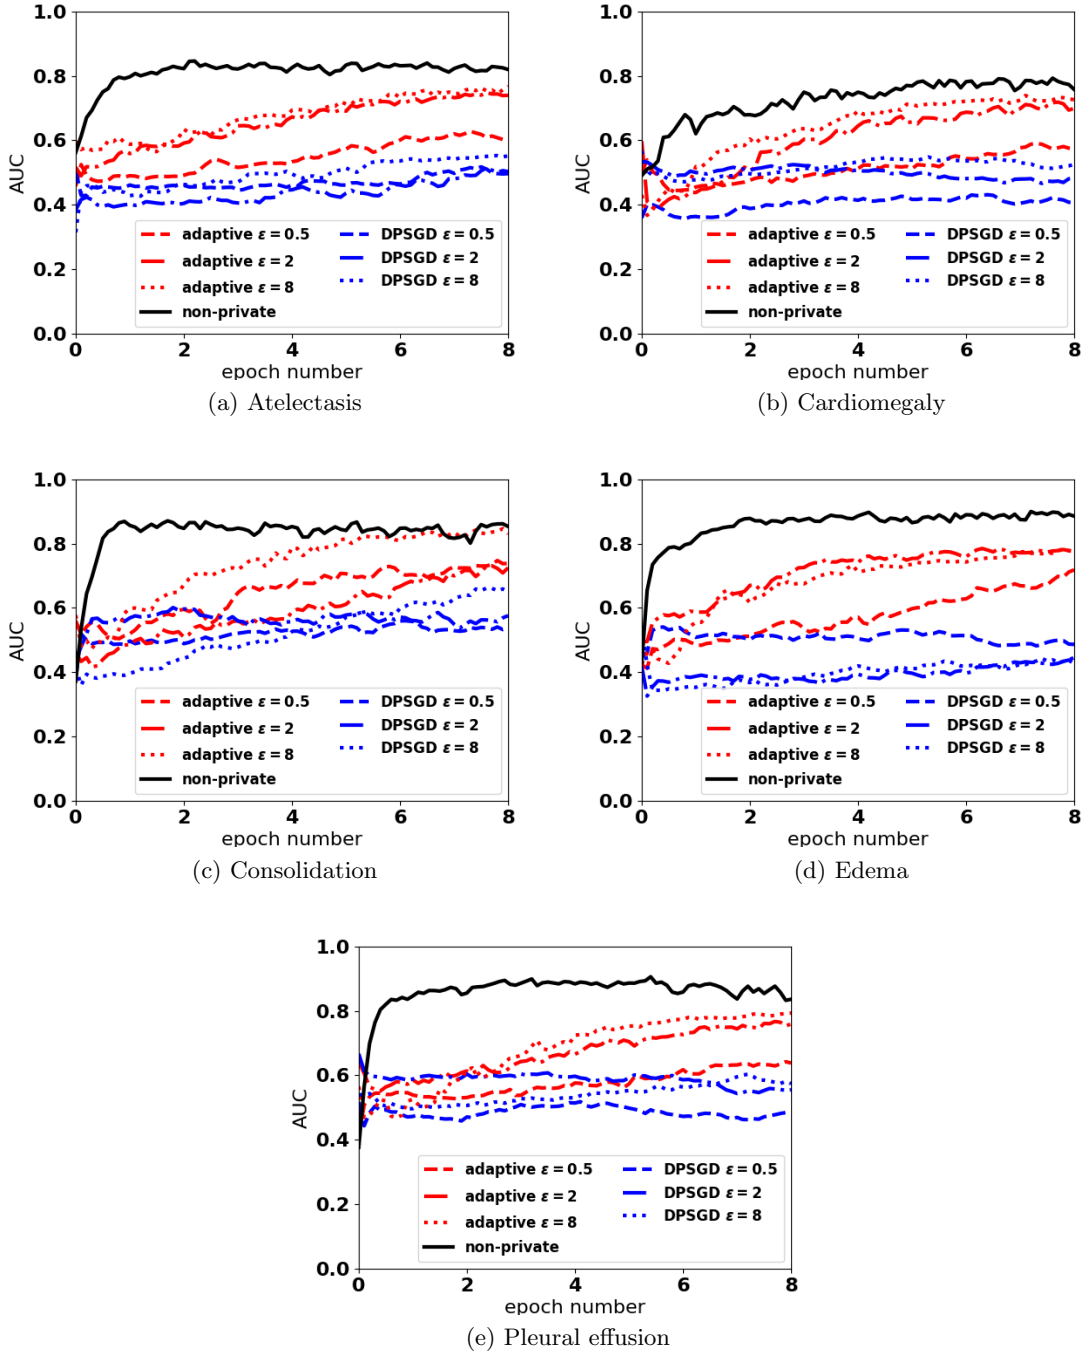 1.0
0.8
0.6
0.4
0.2
0.0
AUC
0 2 4 6 8
epoch number
adaptive ε = 0.5
adaptive ε = 2
adaptive ε = 8
non-private
DPSGD ε = 0.5
DPSGD ε = 2
DPSGD ε = 8
(a) Atelectasis
1.0
0.8
0.6
0.4
0.2
0.0
AUC
0 2 4 6 8
epoch number
adaptive ε = 0.5
adaptive ε = 2
adaptive ε = 8
non-private
DPSGD ε = 0.5
DPSGD ε = 2
DPSGD ε = 8
(b) Cardiomegaly
1.0
0.8
0.6
0.4
0.2
0.0
AUC
0 2 4 6 8
epoch number
adaptive ε = 0.5
adaptive ε = 2
adaptive ε = 8
non-private
DPSGD ε = 0.5
DPSGD ε = 2
DPSGD ε = 8
(c) Consolidation
1.0
0.8
0.6
0.4
0.2
0.0
AUC
0 2 4 6 8
epoch number
adaptive ε = 0.5
adaptive ε = 2
adaptive ε = 8
non-private
DPSGD ε = 0.5
DPSGD ε = 2
DPSGD ε = 8
(d) Edema
1.0
0.8
0.6
0.4
0.2
0.0
AUC
0 2 4 6 8
epoch number
adaptive ε = 0.5
adaptive ε = 2
adaptive ε = 8
non-private
DPSGD ε = 0.5
DPSGD ε = 2
DPSGD ε = 8
(e) Pleural effusion